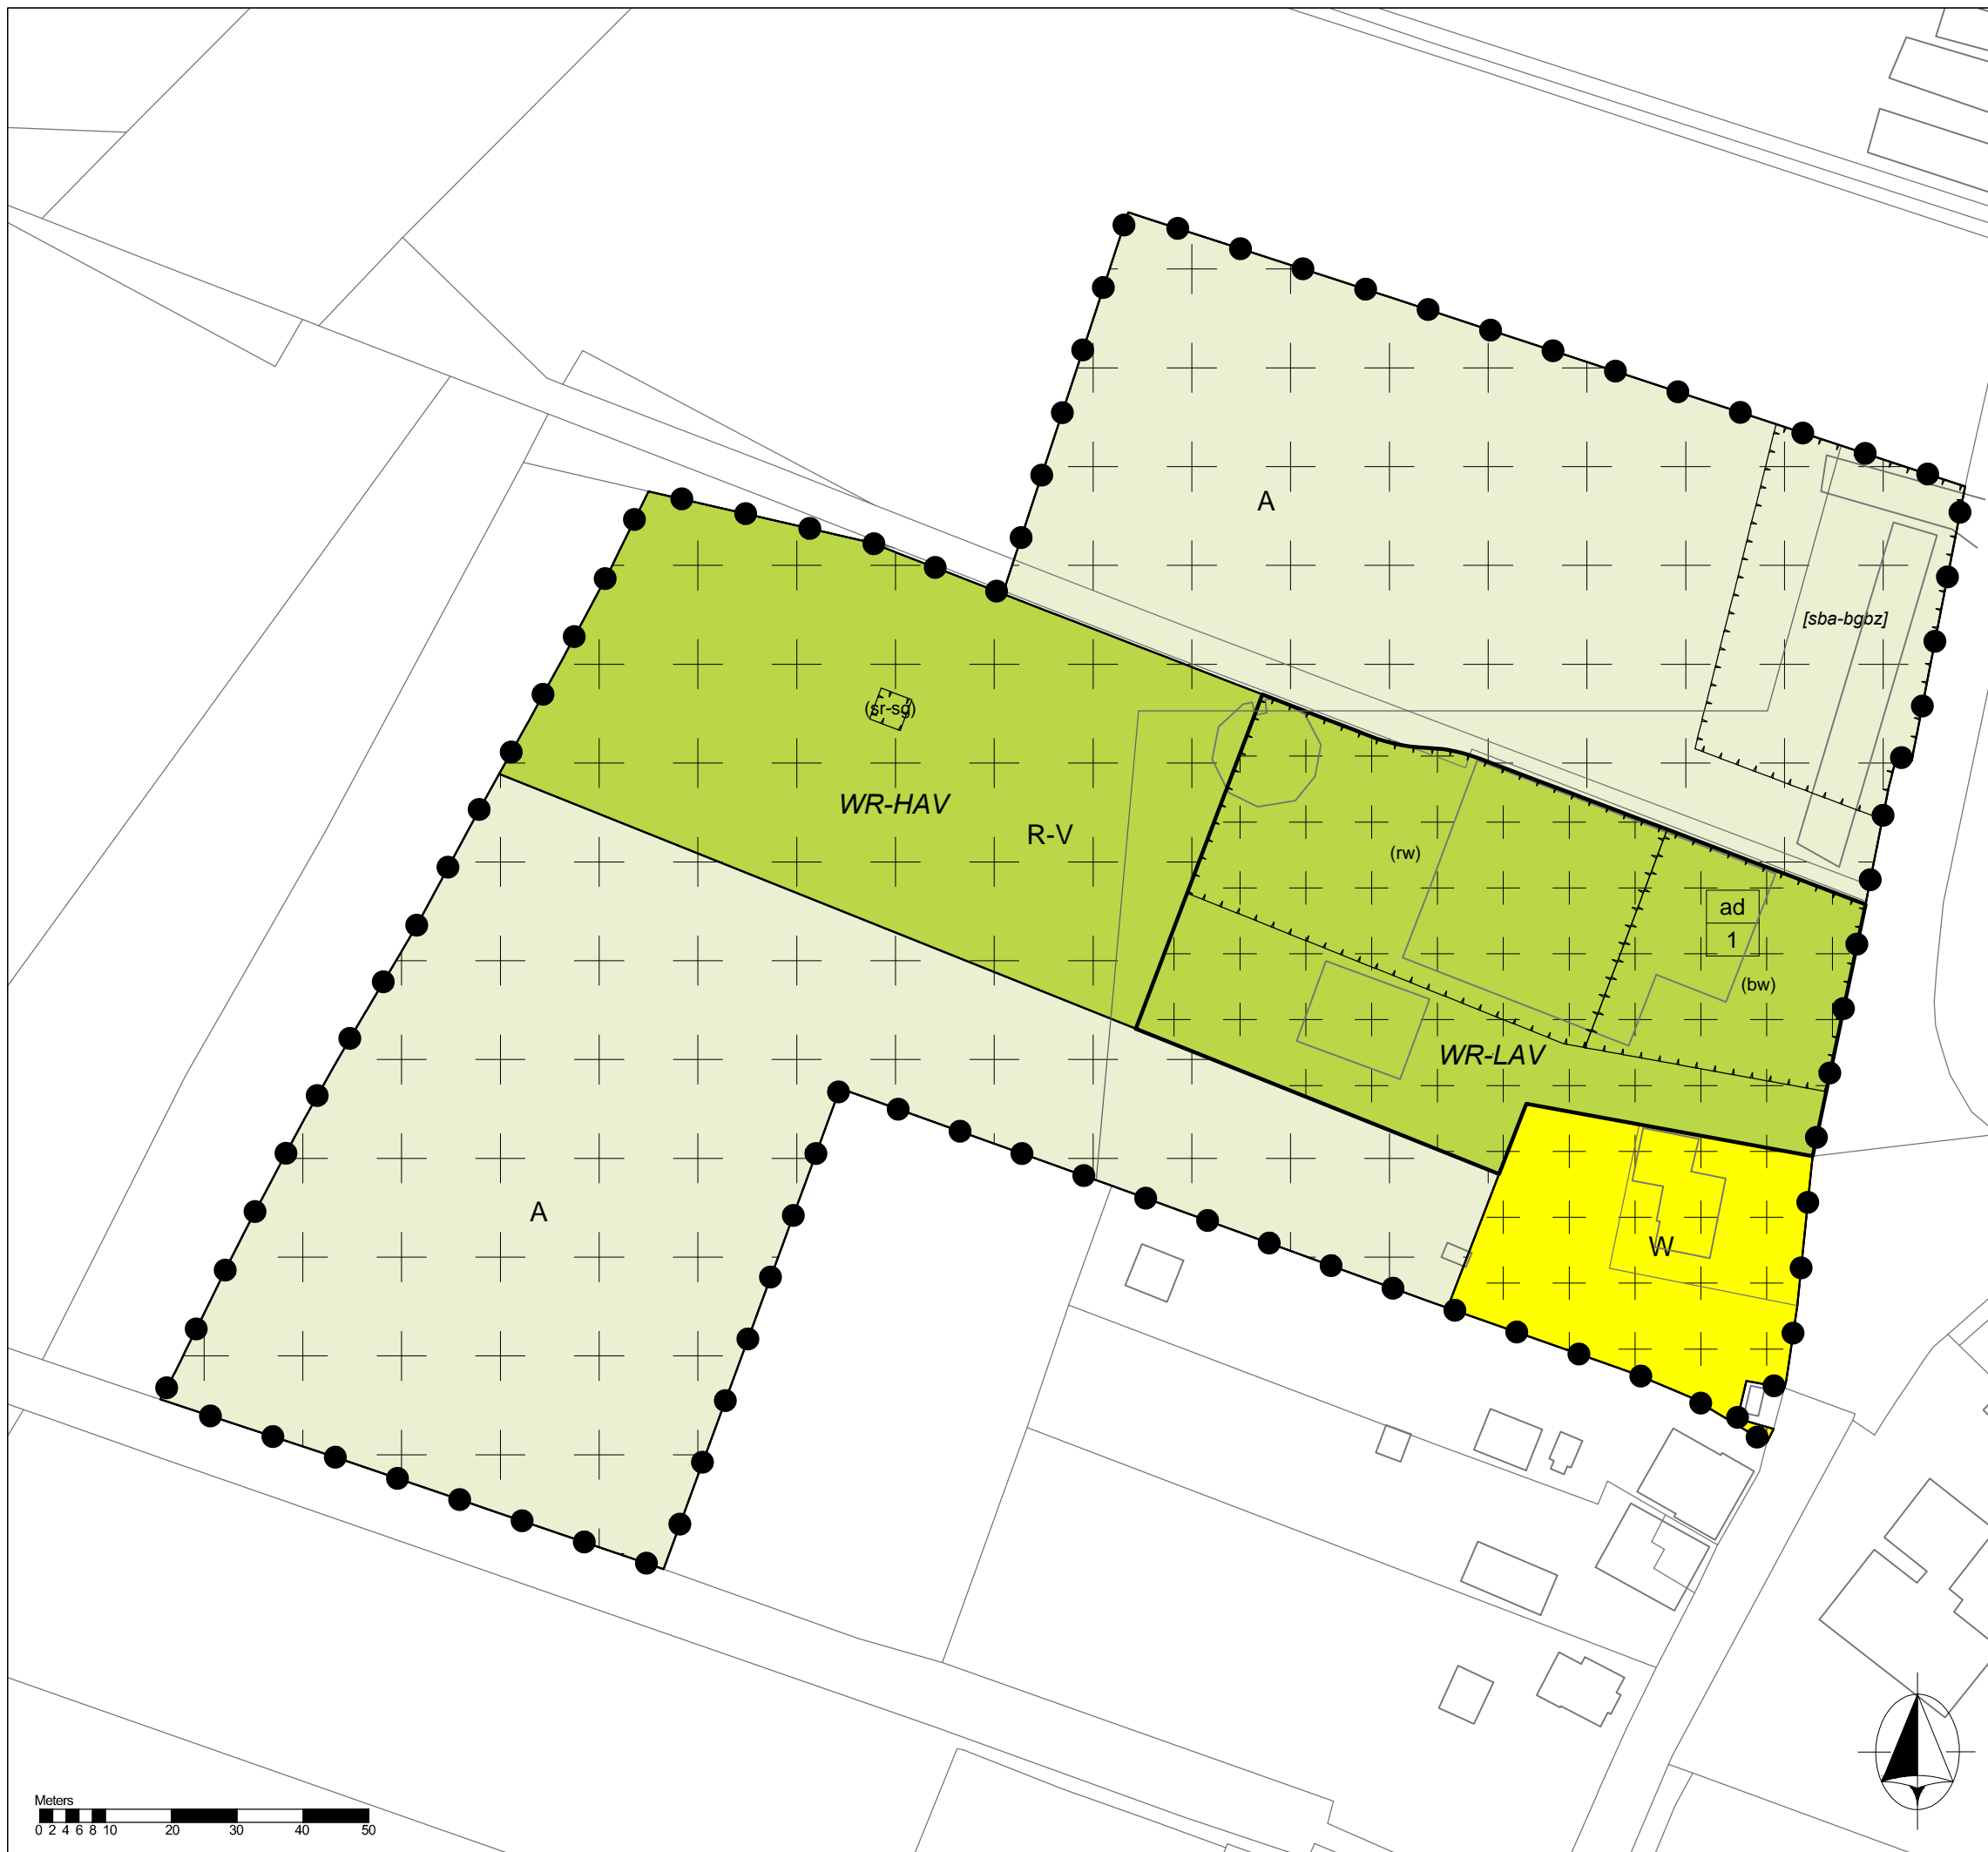 A
[sba-bgbz]
(sr-sg)
WR-HAV
R-V
(rw)
ad
1
(bw)
WR-LAV
A
W
Meters
0 2 4 6 8 10 20 30 40 50